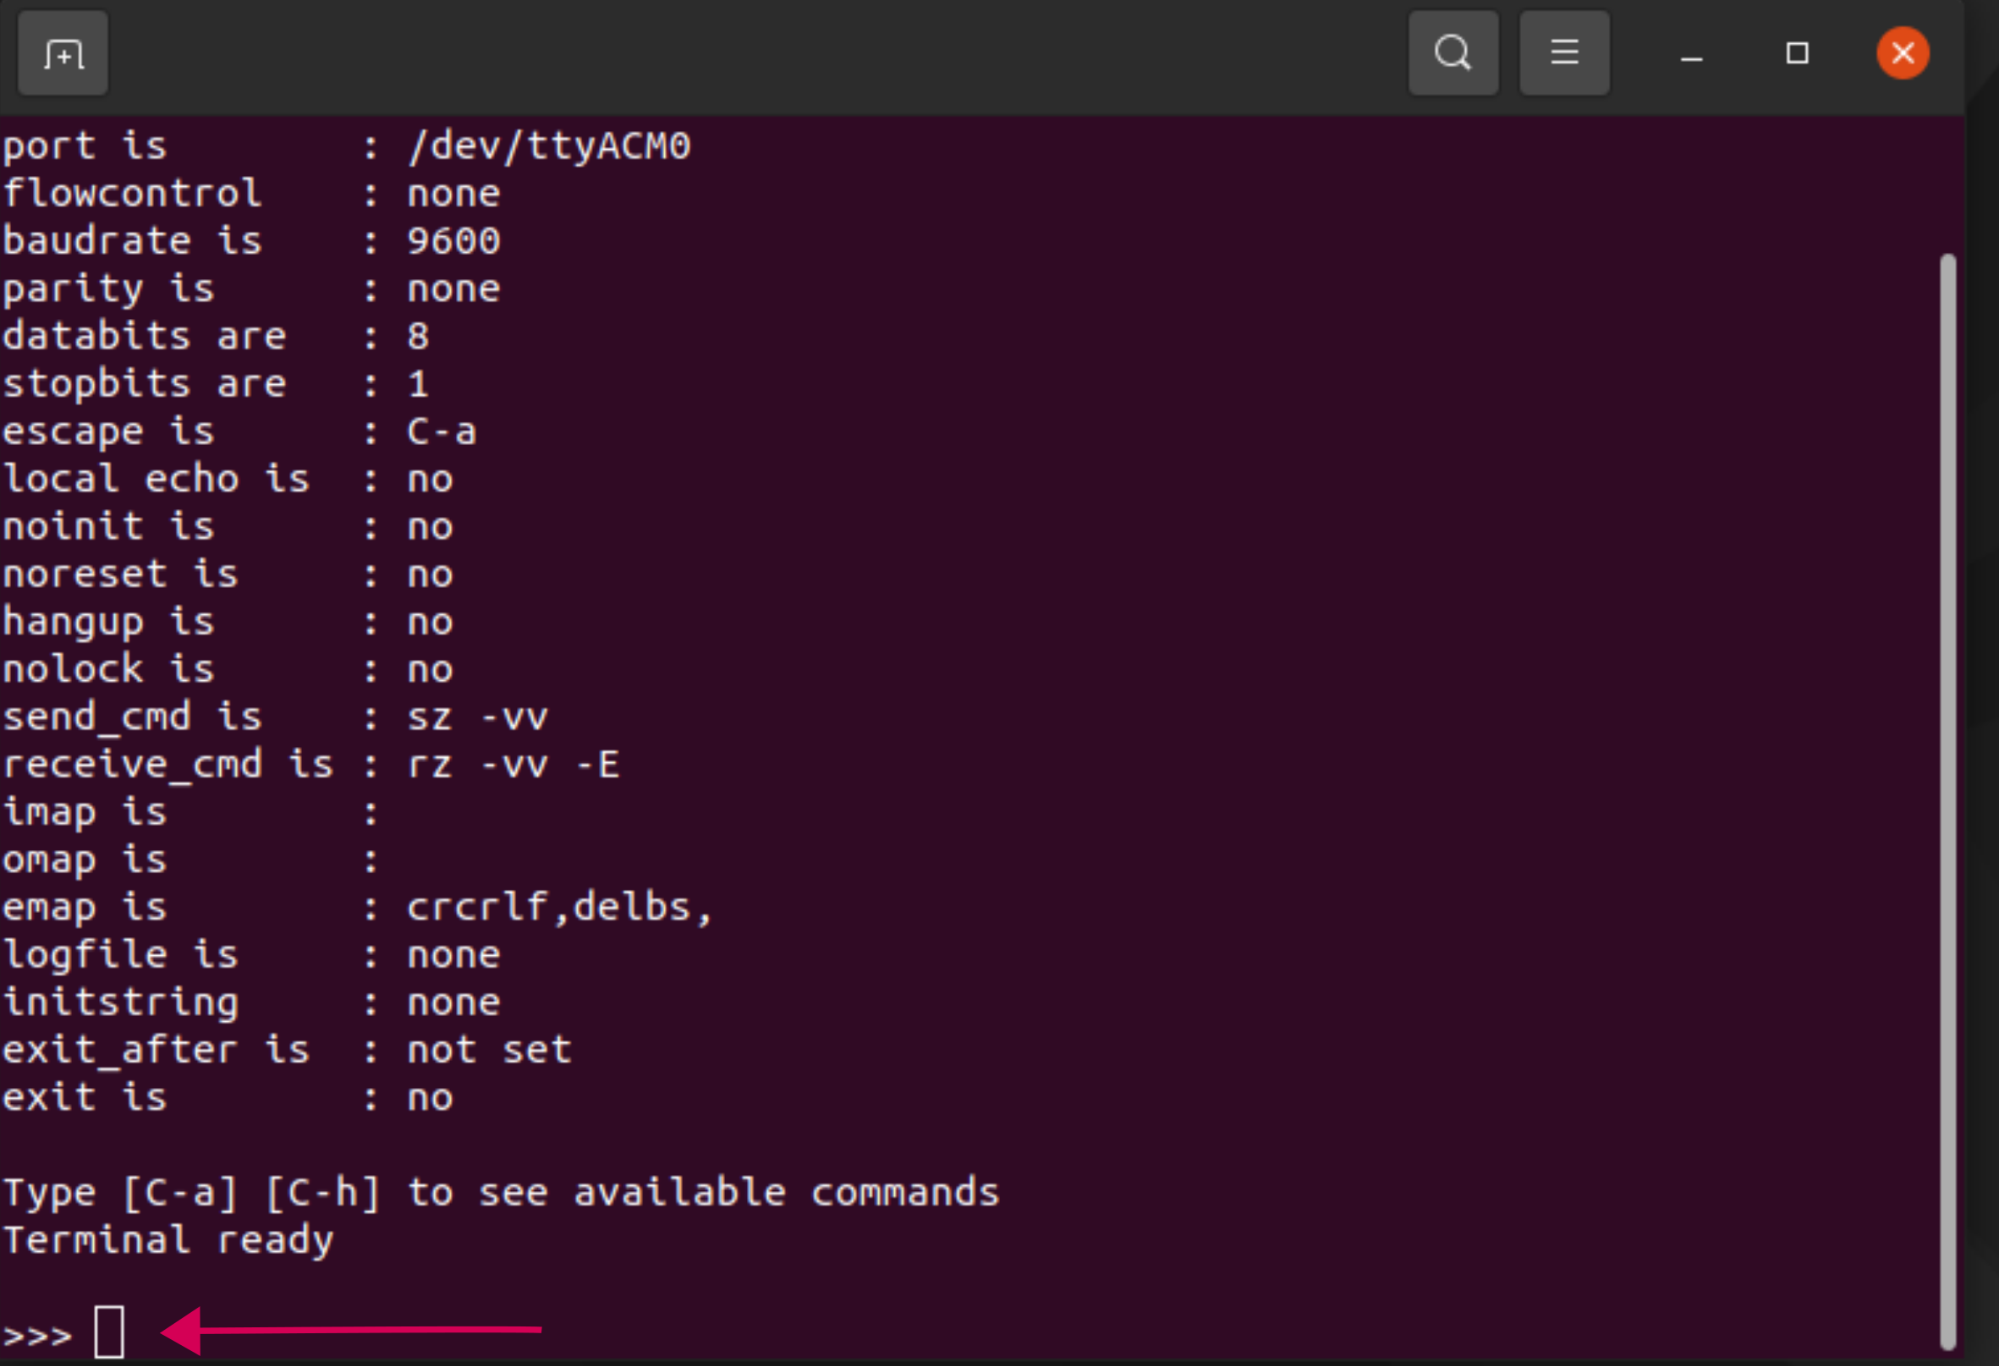 port is        : /dev/ttyACM0
flowcontrol    : none
baudrate is    : 9600
parity is      : none
databits are   : 8
stopbits are   : 1
escape is      : C-a
local echo is  : no
noinit is      : no
noreset is     : no
hangup is      : no
nolock is      : no
send_cmd is    : sz -vv
receive_cmd is : rz -vv -E
imap is        :
omap is        :
emap is        : crcrlf,delbs,
logfile is     : none
initstring     : none
exit_after is  : not set
exit is        : no
Type [C-a] [C-h] to see available commands
Terminal ready
>>>